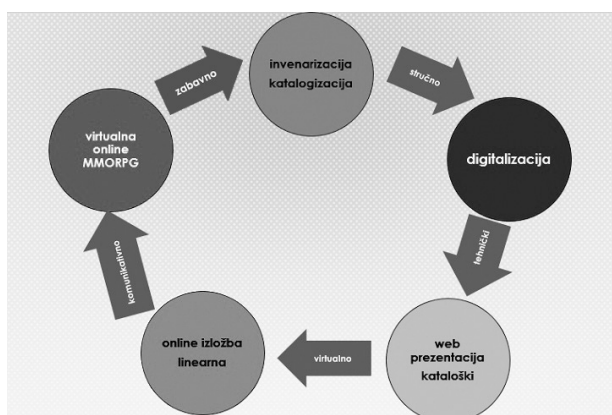 invenarizacija
katalogizacija
stručno
digitalizacija
tehnički
web
prezentacija
kataloški
virtualno
online izložba
linearna
komunikativno
virtualna
online
MMORPG
zabavno